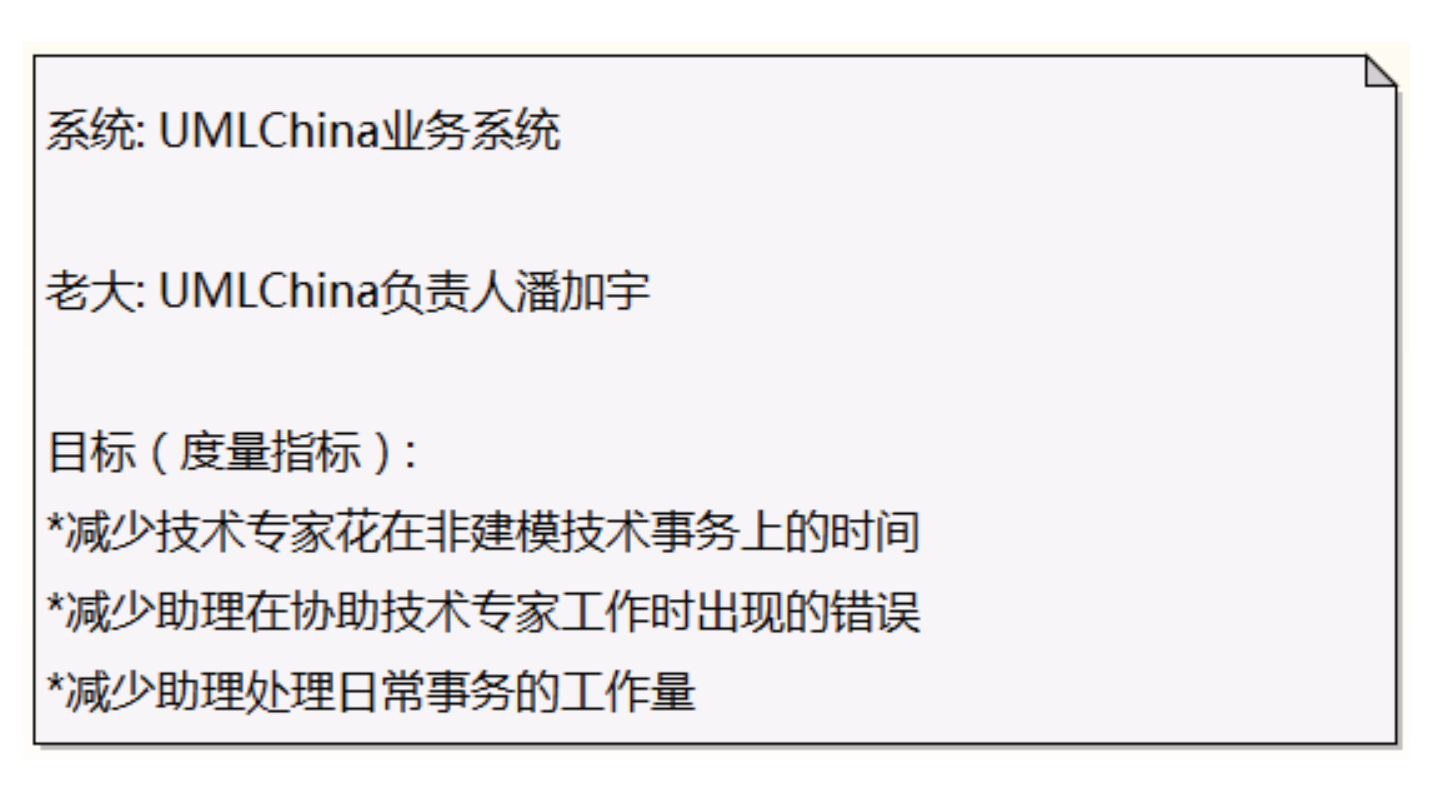 系统: UMLChina业务系统
老大: UMLChina负责人潘加宇
目标（度量指标）:
*减少技术专家花在非建模技术事务上的时间
*减少助理在协助技术专家工作时出现的错误
*减少助理处理日常事务的工作量